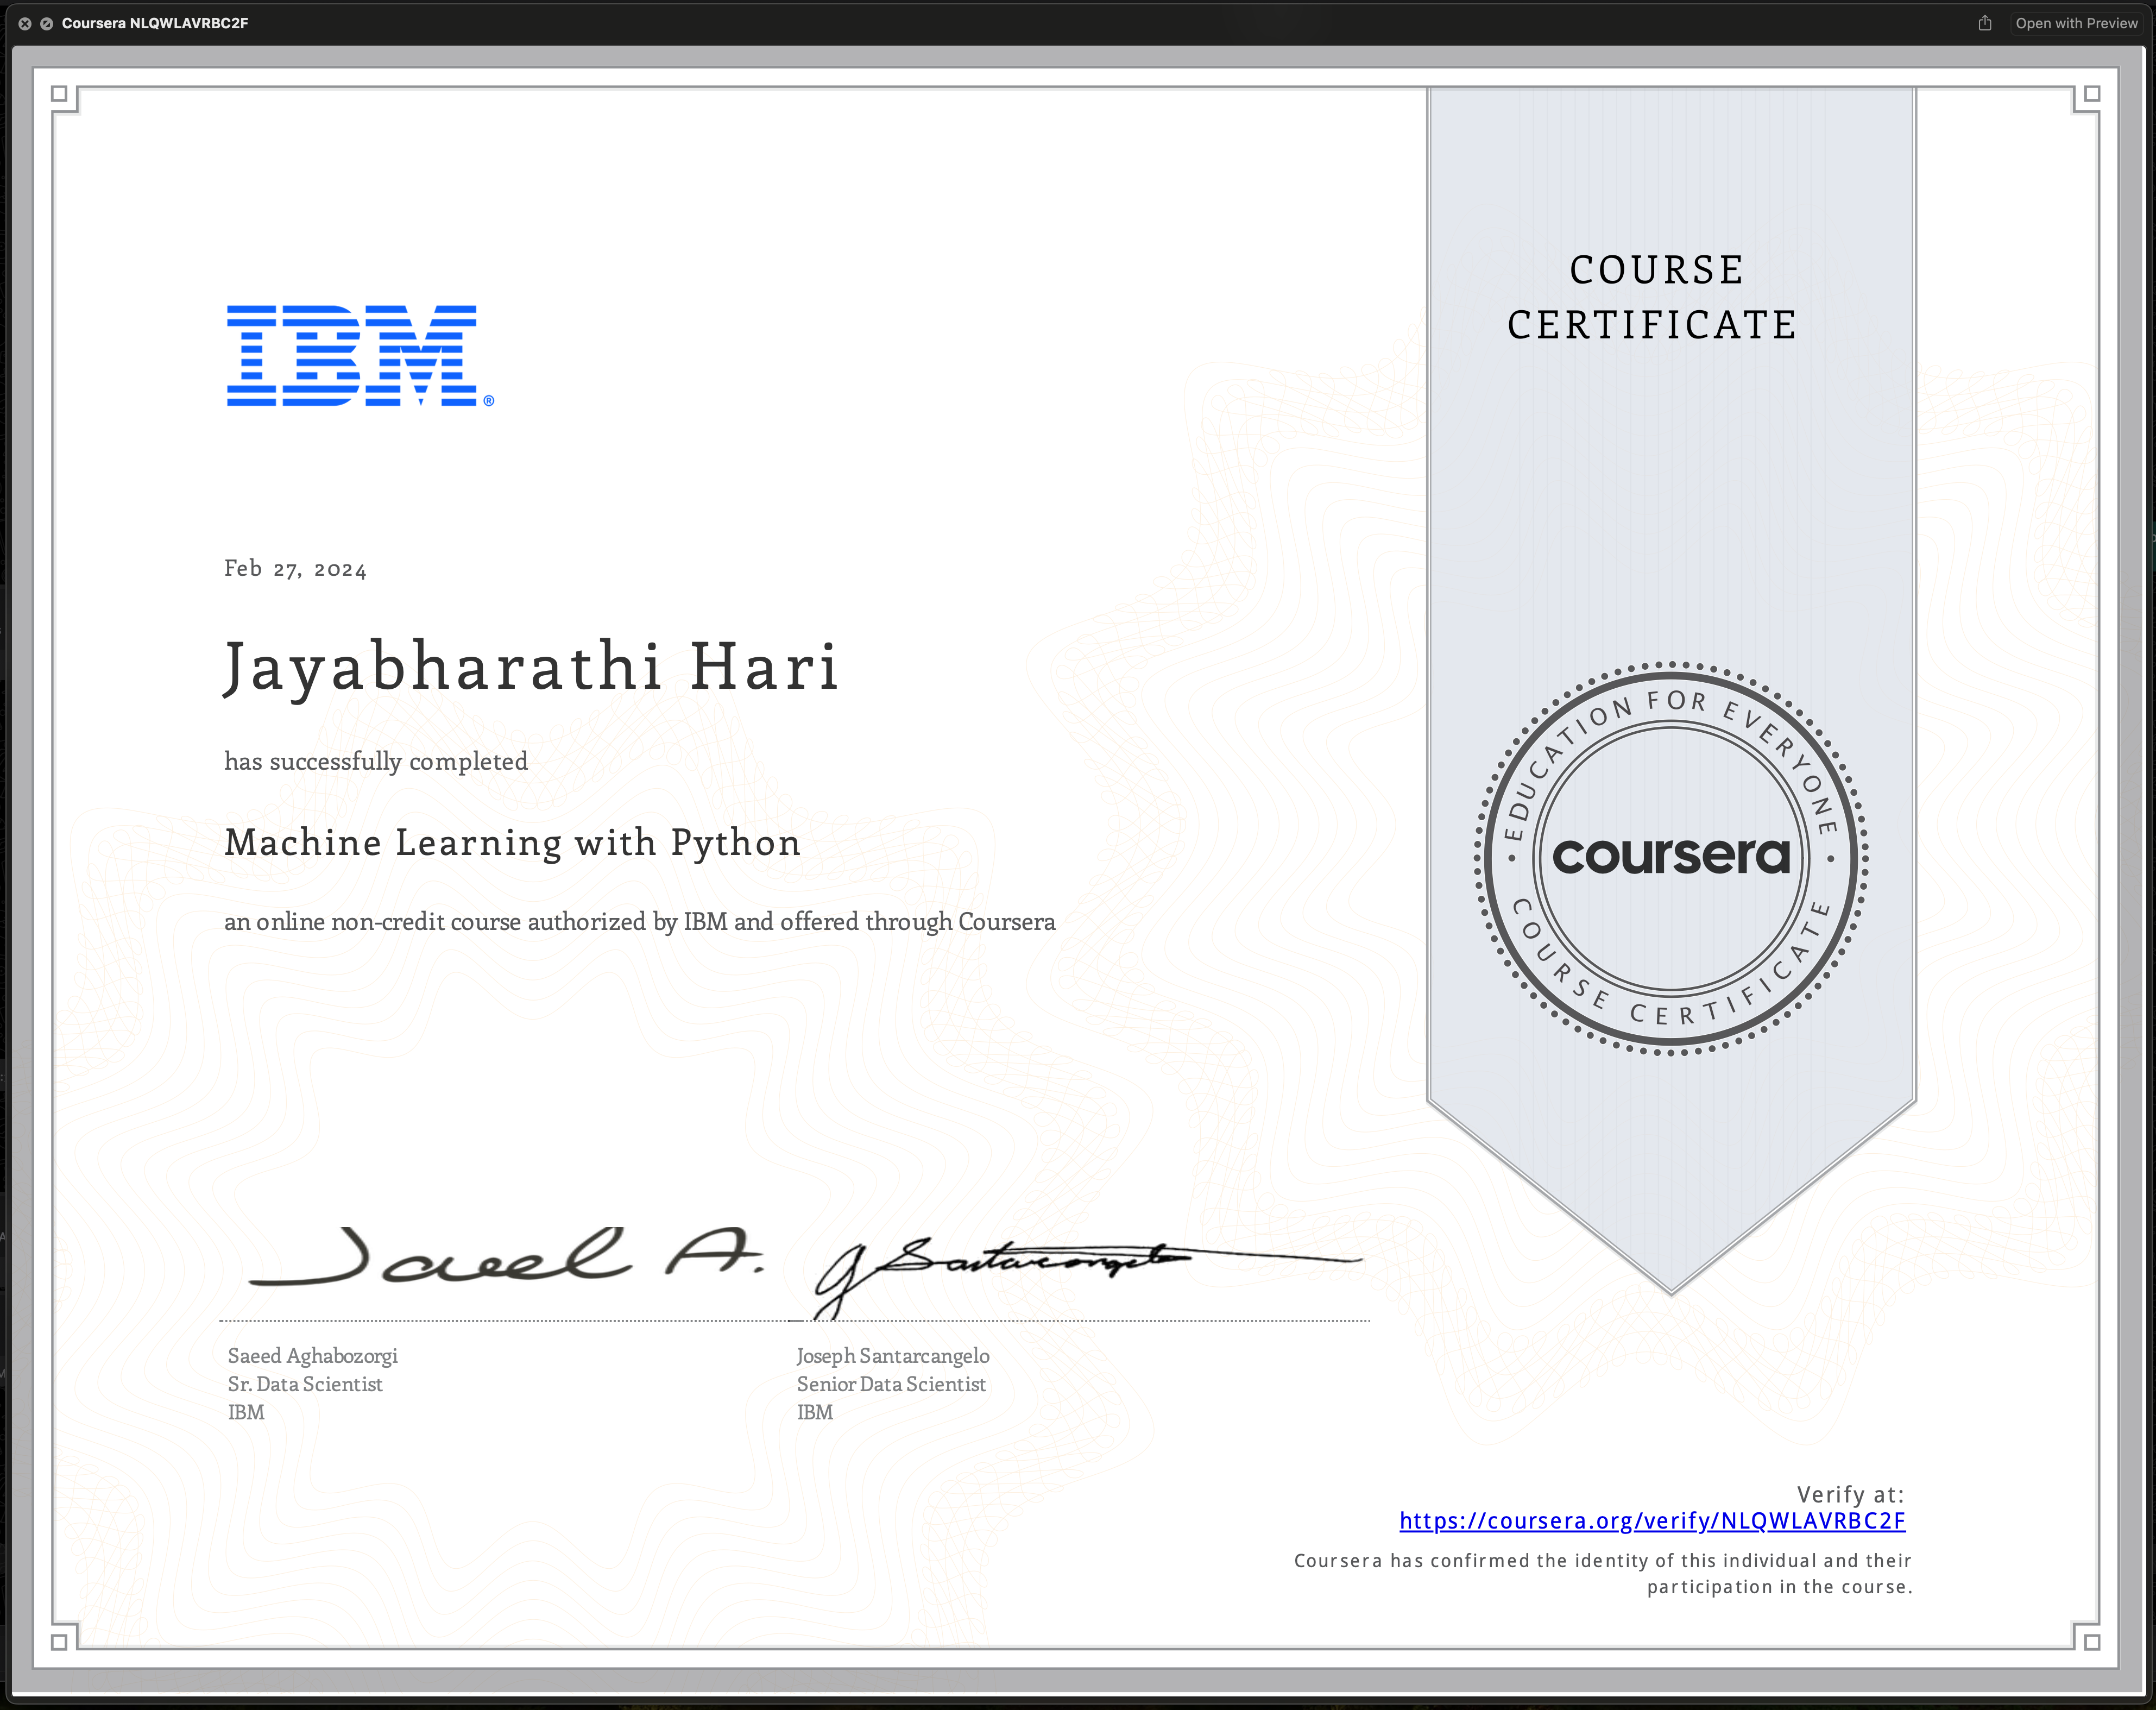 Coursera NLQWLAVRBC2F
Open with Preview
COURSE
CERTIFICATE
IBM®
Feb 27, 2024
Jayabharathi Hari
has successfully completed
Machine Learning with Python
an online non-credit course authorized by IBM and offered through Coursera
EDUCATION FOR EVERYONE
coursera
COURSE CERTIFICATE
Saeed A.
J Santarcangelo
Saeed Aghabozorgi
Sr. Data Scientist
IBM
Joseph Santarcangelo
Senior Data Scientist
IBM
Verify at:
https://coursera.org/verify/NLQWLAVRBC2F
Coursera has confirmed the identity of this individual and their
participation in the course.